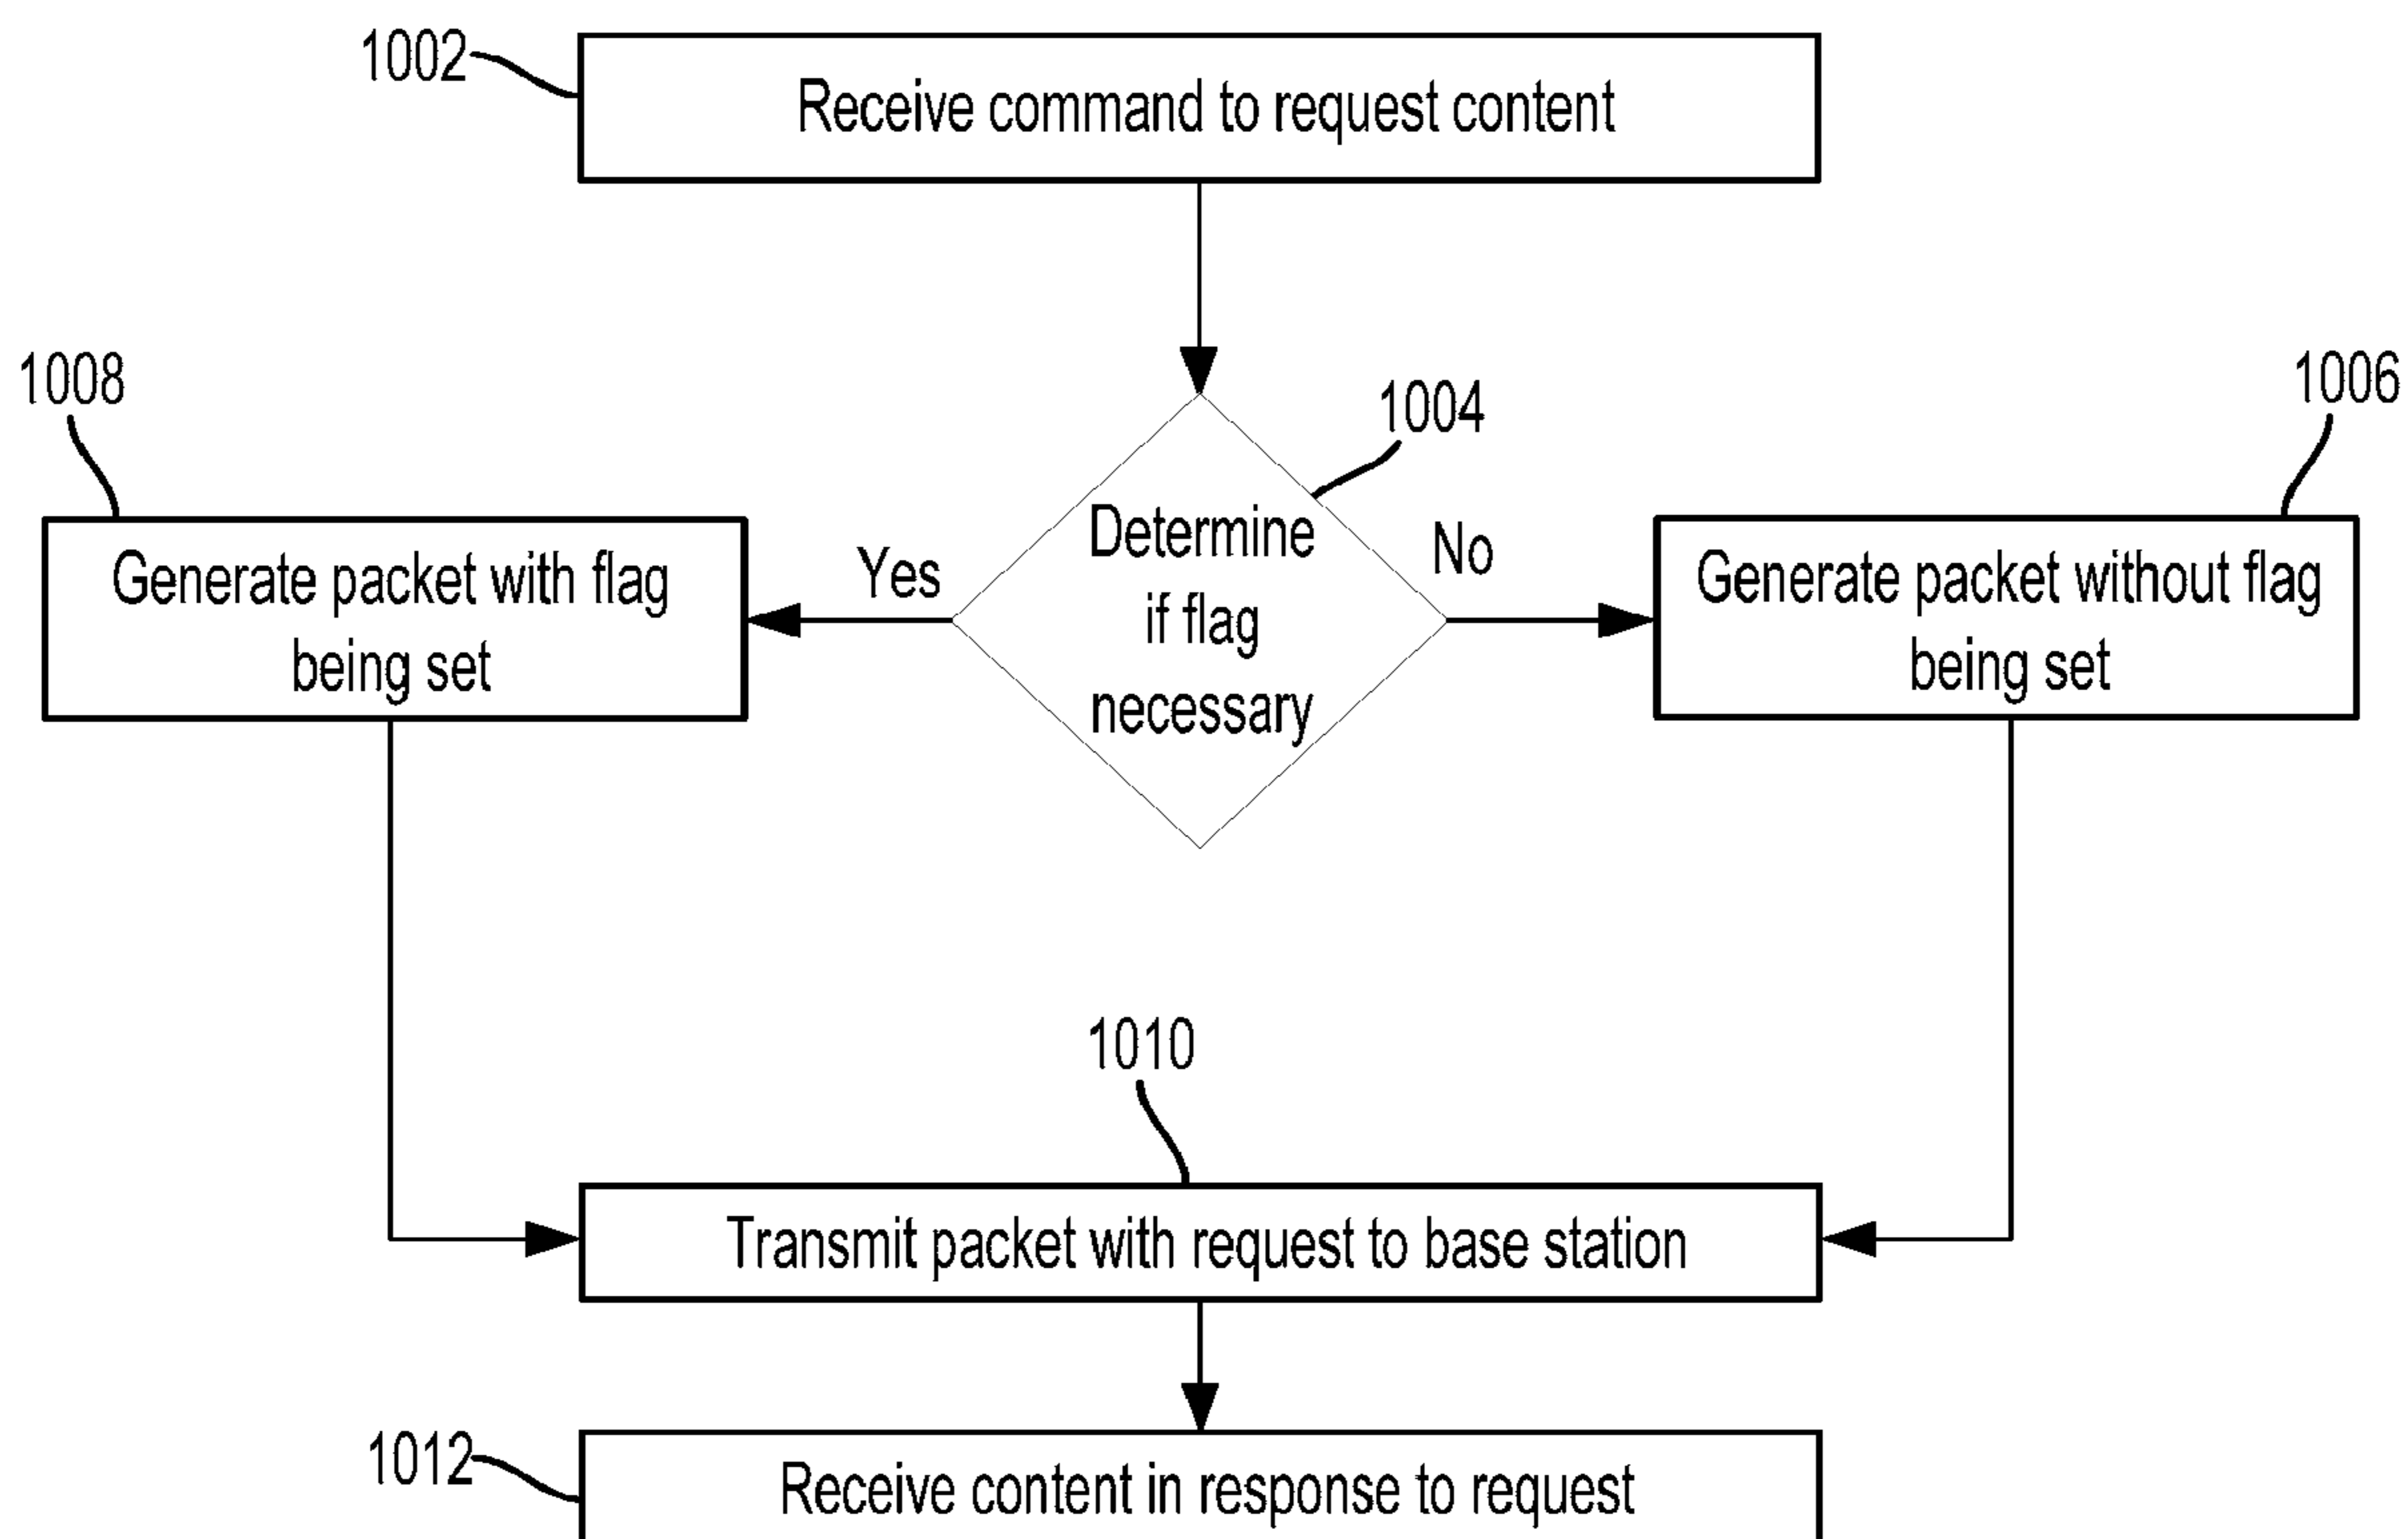 1002
Receive command to request content
1008
1004
1006
Generate packet with flag
being set
Yes
Determine
if flag
necessary
No
Generate packet without flag
being set
1010
Transmit packet with request to base station
1012
Receive content in response to request